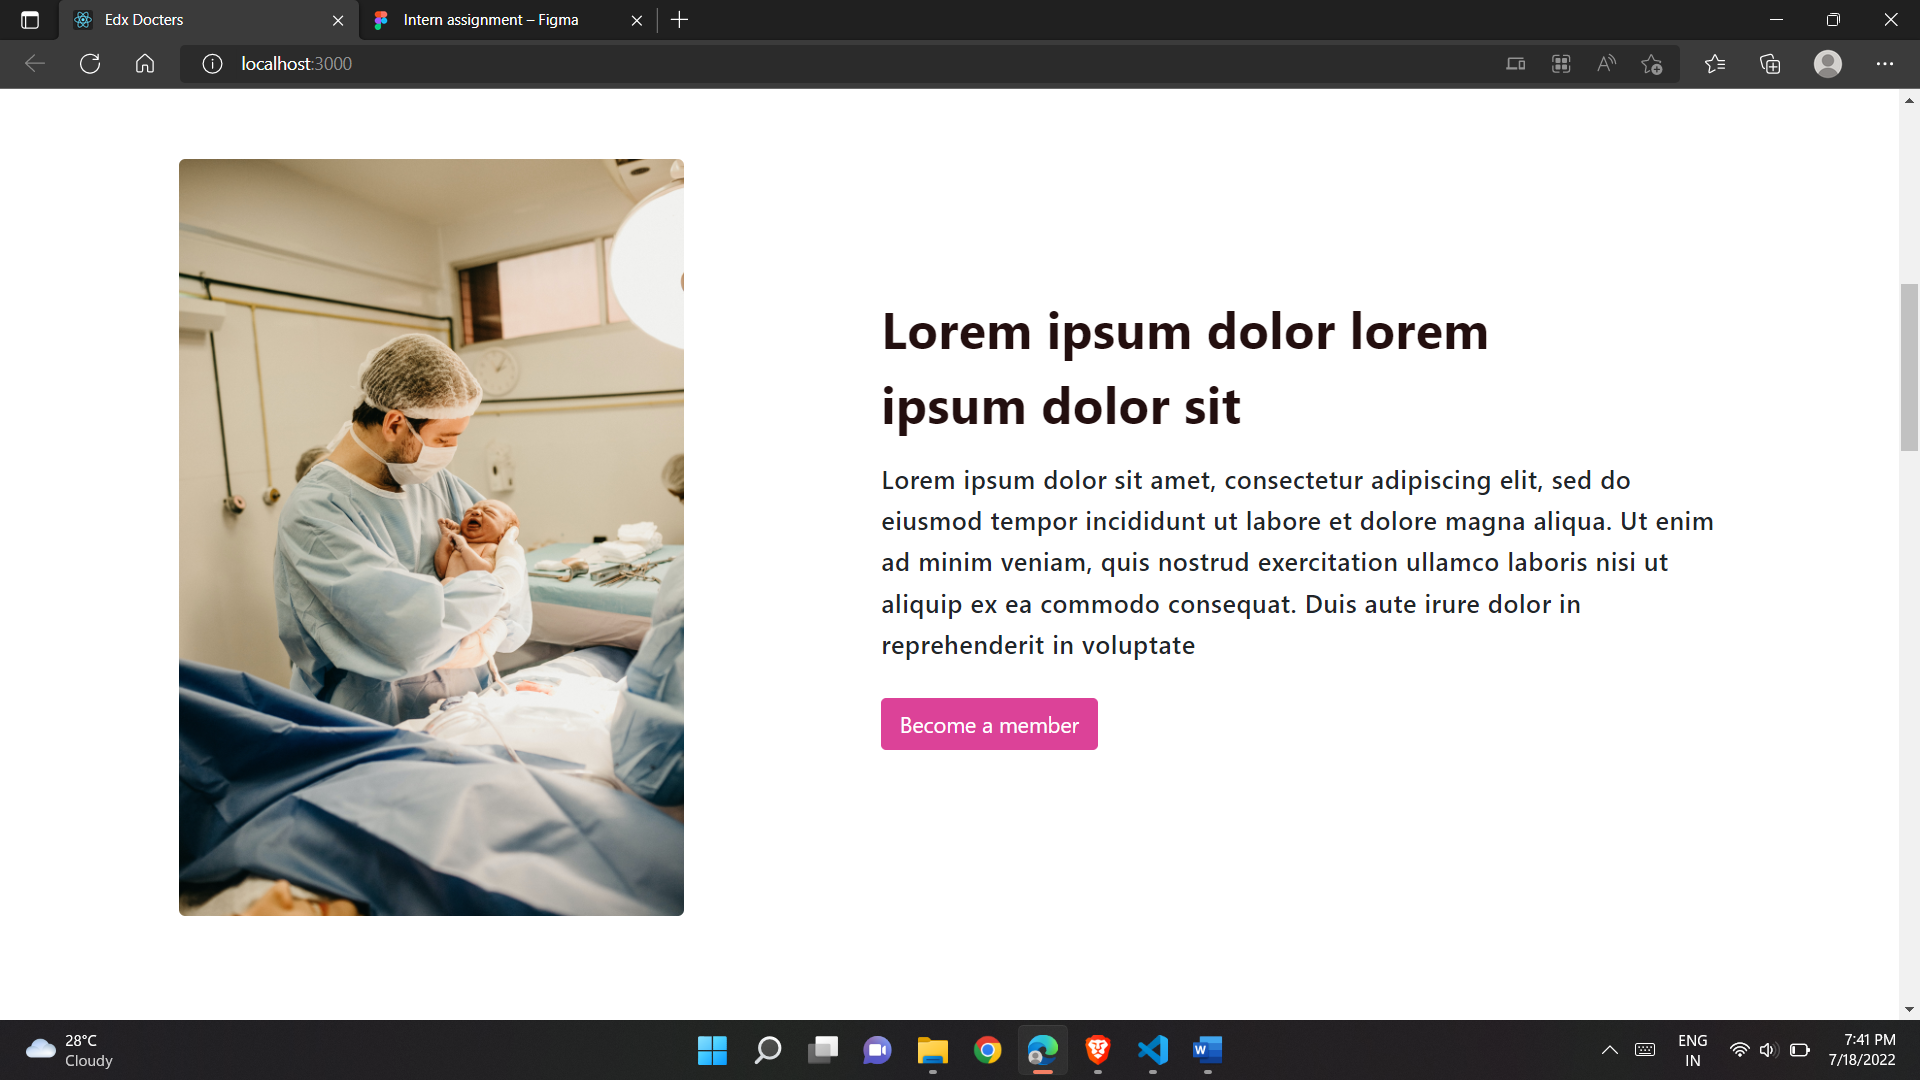 Edx Docters
Intern assignment – Figma
localhost:3000
Lorem ipsum dolor lorem
ipsum dolor sit
Lorem ipsum dolor sit amet, consectetur adipiscing elit, sed do
eiusmod tempor incididunt ut labore et dolore magna aliqua. Ut enim
ad minim veniam, quis nostrud exercitation ullamco laboris nisi ut
aliquip ex ea commodo consequat. Duis aute irure dolor in
reprehenderit in voluptate
Become a member
28°C
Cloudy
ENG
IN
7:41 PM
7/18/2022